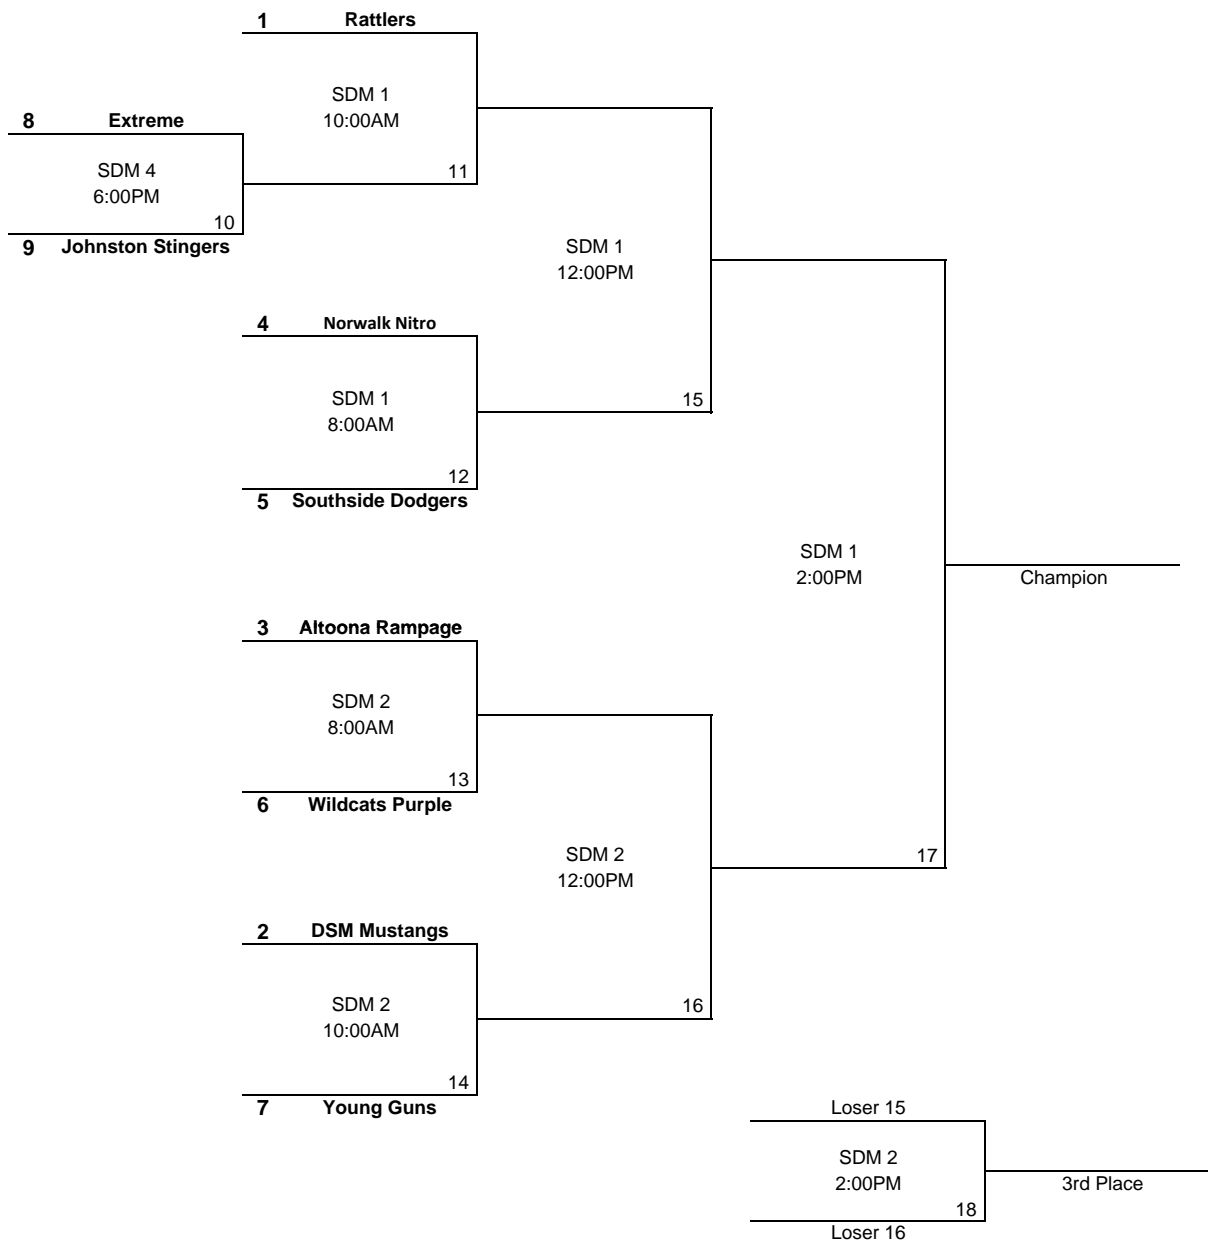 1 Rattlers
SDM 1
10:00AM
8 Extreme
SDM 4
6:00PM
11
10
9 Johnston Stingers
SDM 1
12:00PM
4 Norwalk Nitro
SDM 1
8:00AM
15
12
5 Southside Dodgers
SDM 1
2:00PM
Champion
3 Altoona Rampage
SDM 2
8:00AM
13
6 Wildcats Purple
SDM 2
12:00PM
17
2 DSM Mustangs
SDM 2
10:00AM
16
14
7 Young Guns
Loser 15
SDM 2
2:00PM
3rd Place
18
Loser 16